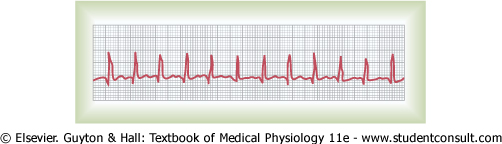 © Elsevier. Guyton & Hall: Textbook of Medical Physiology 11e - www.studentconsult.com